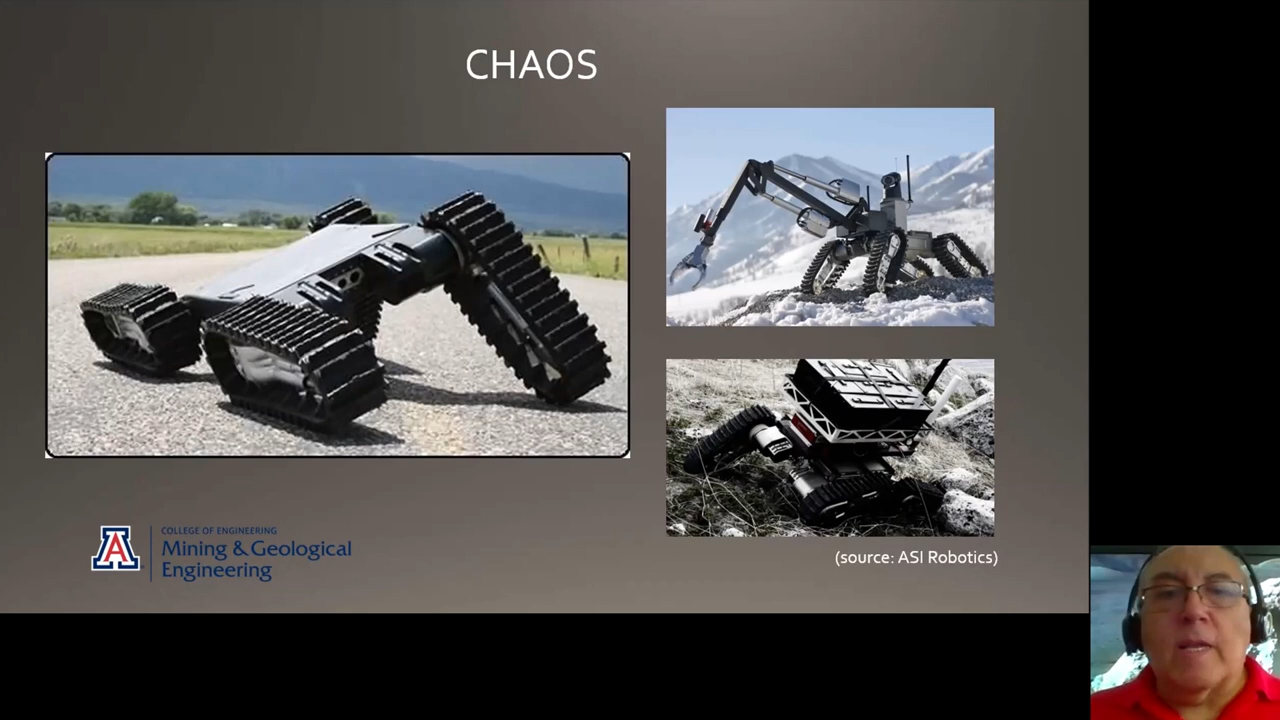 CHAOS
COLLEGE OF ENGINEERING
Mining & Geological
Engineering
A
(source: ASI Robotics)